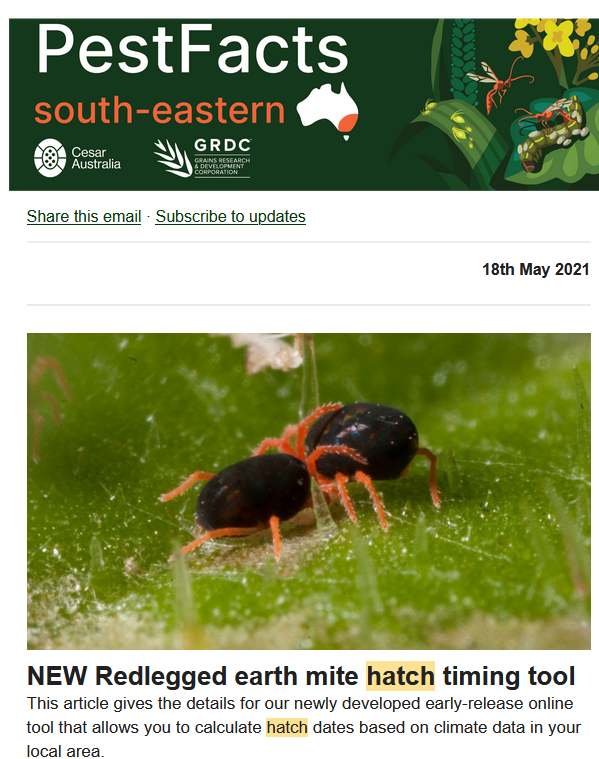 PestFacts
south-eastern
Cesar
Australia
GRDC
GRAINS RESEARCH
& DEVELOPMENT
CORPORATION
Share this email · Subscribe to updates
18th May 2021
NEW Redlegged earth mite hatch timing tool
This article gives the details for our newly developed early-release online
tool that allows you to calculate hatch dates based on climate data in your
local area.